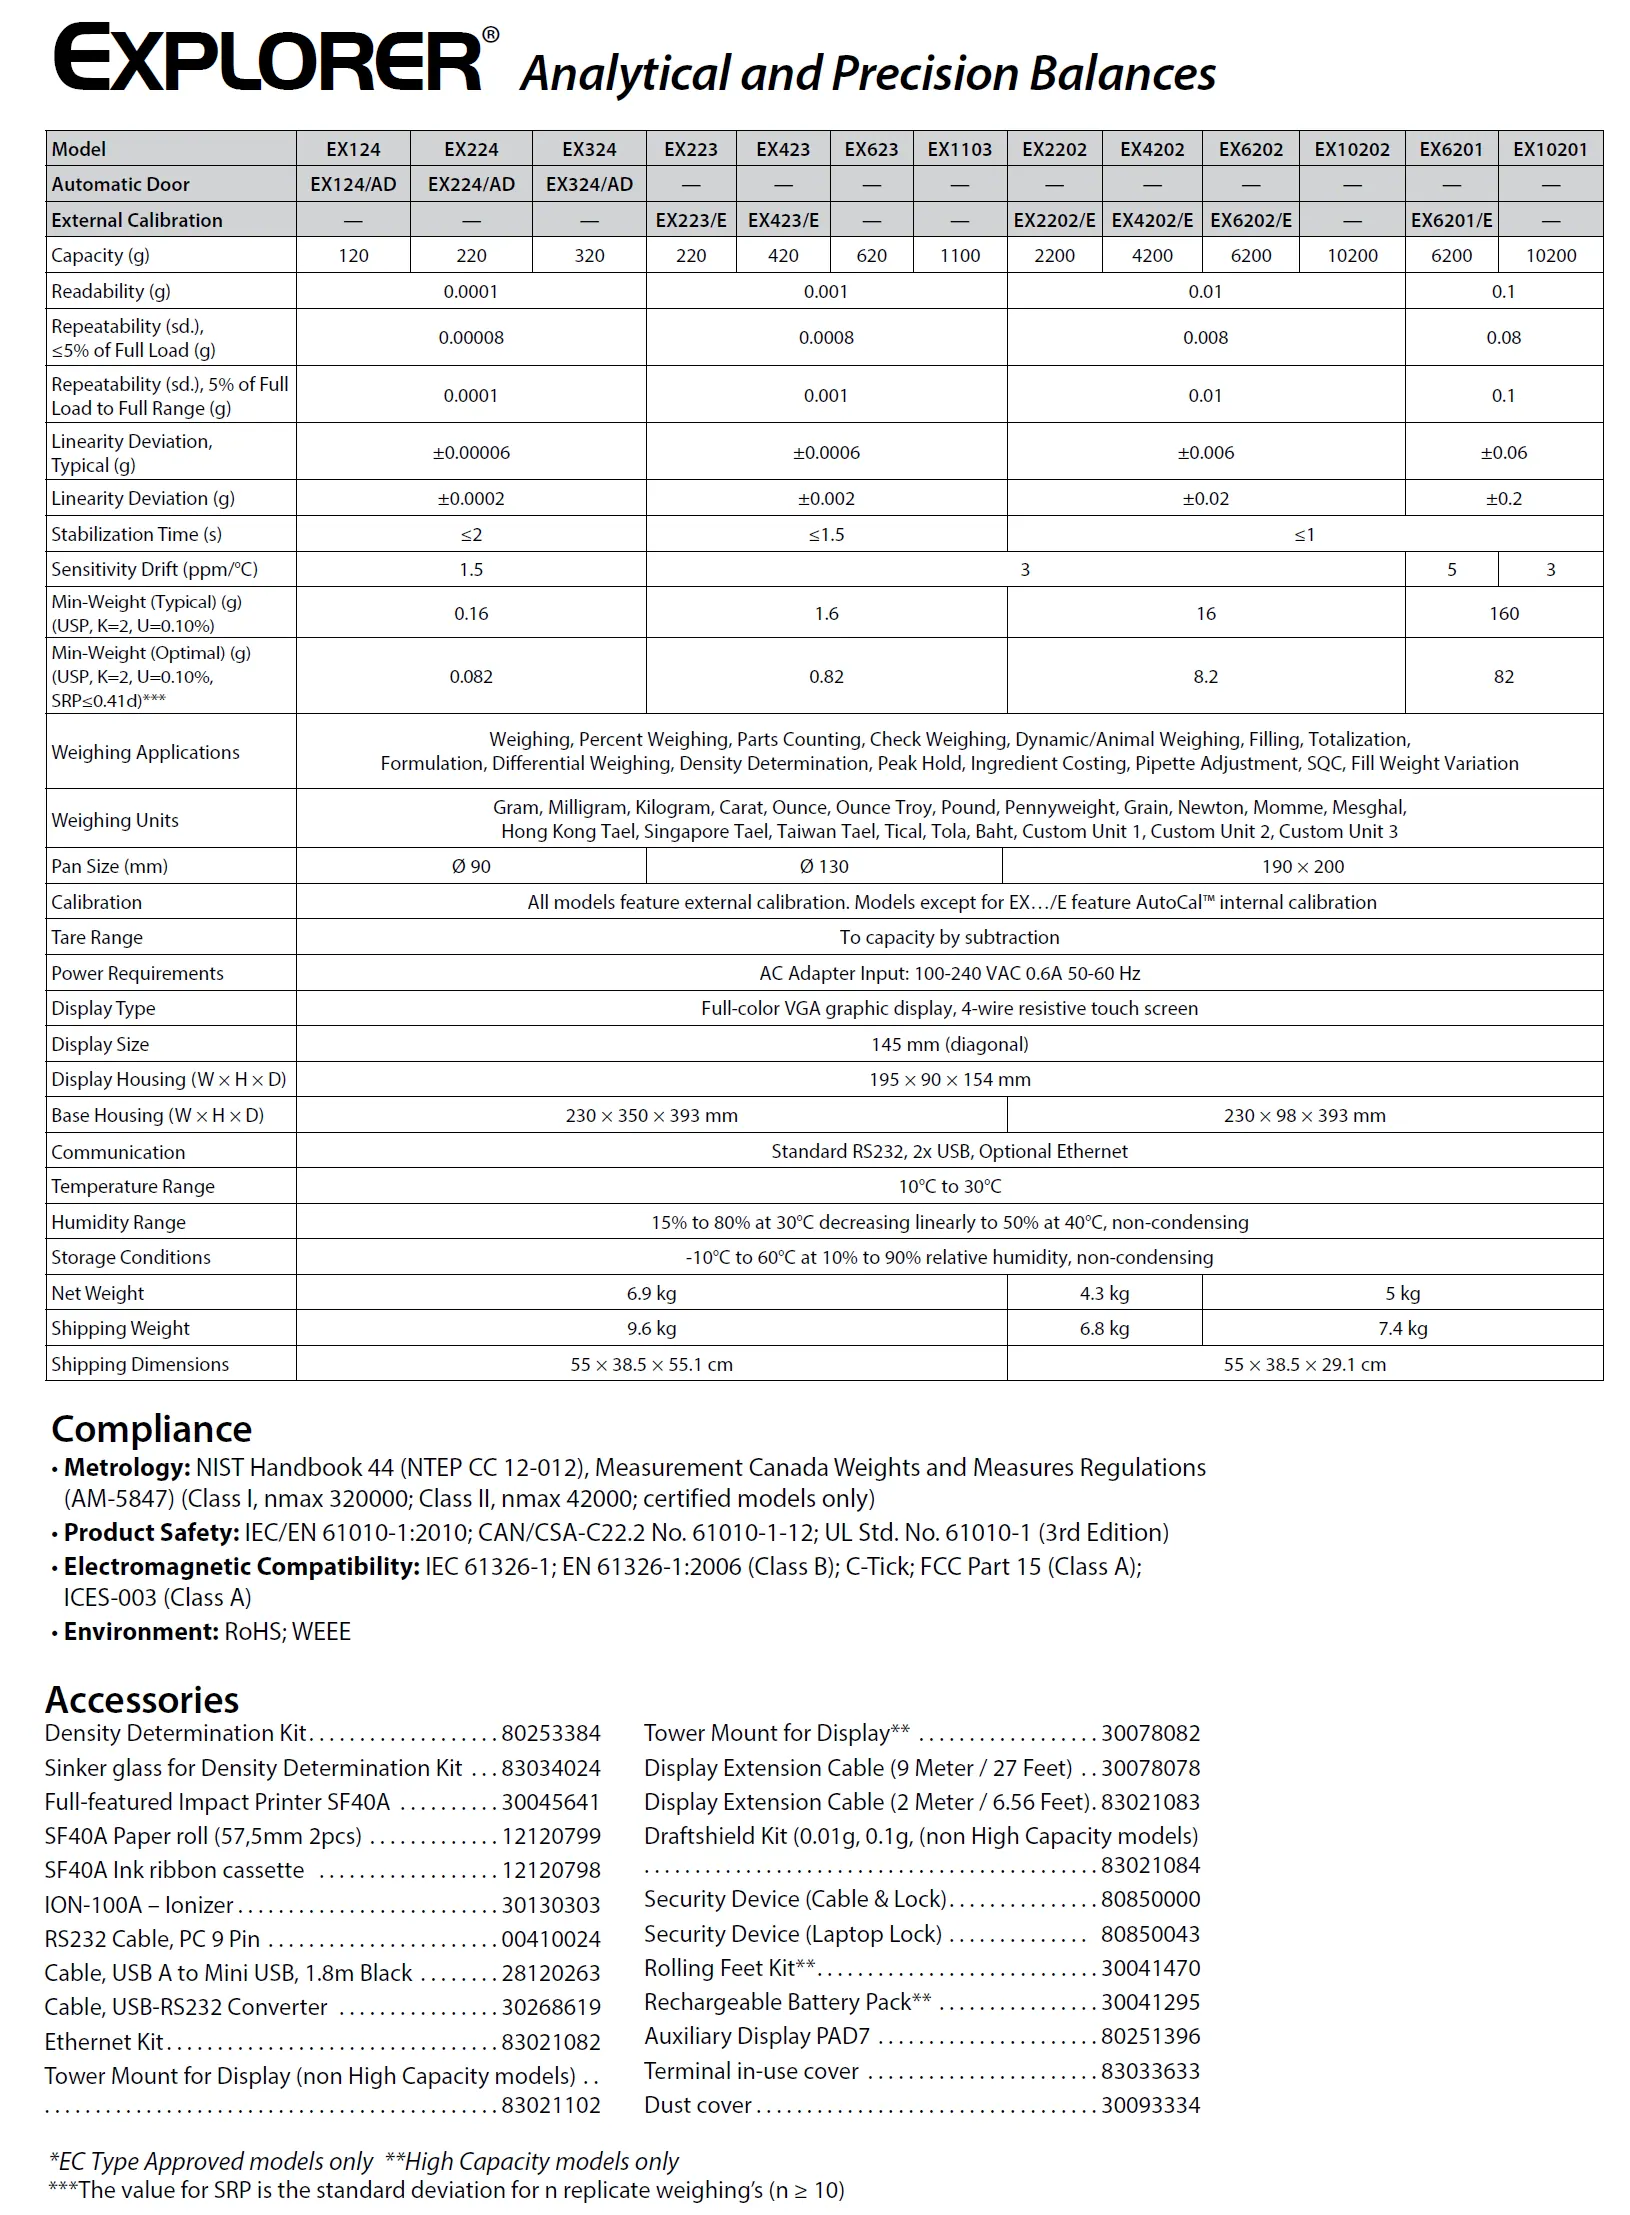 EXPLORER® Analytical and Precision Balances
Model EX124 EX224 EX324 EX223 EX423 EX623 EX1103 EX2202 EX4202 EX6202 EX10202 EX6201 EX10201
Automatic Door EX124/AD EX224/AD EX324/AD — — — — — — — — — —
External Calibration — — — EX223/E EX423/E — — EX2202/E EX4202/E EX6202/E — EX6201/E —
Capacity (g) 120 220 320 220 420 620 1100 2200 4200 6200 10200 6200 10200
Readability (g) 0.0001 0.001 0.01 0.1
Repeatability (sd.),
≤5% of Full Load (g) 0.00008 0.0008 0.008 0.08
Repeatability (sd.), 5% of Full
Load to Full Range (g) 0.0001 0.001 0.01 0.1
Linearity Deviation,
Typical (g) ±0.00006 ±0.0006 ±0.006 ±0.06
Linearity Deviation (g) ±0.0002 ±0.002 ±0.02 ±0.2
Stabilization Time (s) ≤2 ≤1.5 ≤1
Sensitivity Drift (ppm/°C) 1.5 3 5 3
Min-Weight (Typical) (g)
(USP, K=2, U=0.10%) 0.16 1.6 16 160
Min-Weight (Optimal) (g)
(USP, K=2, U=0.10%, 0.082 0.82 8.2 82
SRP≤0.41d)***
Weighing Applications Weighing, Percent Weighing, Parts Counting, Check Weighing, Dynamic/Animal Weighing, Filling, Totalization,
Formulation, Differential Weighing, Density Determination, Peak Hold, Ingredient Costing, Pipette Adjustment, SQC, Fill Weight Variation
Weighing Units Gram, Milligram, Kilogram, Carat, Ounce, Ounce Troy, Pound, Pennyweight, Grain, Newton, Momme, Mesghal,
Hong Kong Tael, Singapore Tael, Taiwan Tael, Tical, Tola, Baht, Custom Unit 1, Custom Unit 2, Custom Unit 3
Pan Size (mm) Ø 90 Ø 130 190 × 200
Calibration All models feature external calibration. Models except for EX…/E feature AutoCal™ internal calibration
Tare Range To capacity by subtraction
Power Requirements AC Adapter Input: 100-240 VAC 0.6A 50-60 Hz
Display Type Full-color VGA graphic display, 4-wire resistive touch screen
Display Size 145 mm (diagonal)
Display Housing (W × H × D) 195 × 90 × 154 mm
Base Housing (W × H × D) 230 × 350 × 393 mm 230 × 98 × 393 mm
Communication Standard RS232, 2x USB, Optional Ethernet
Temperature Range 10°C to 30°C
Humidity Range 15% to 80% at 30°C decreasing linearly to 50% at 40°C, non-condensing
Storage Conditions -10°C to 60°C at 10% to 90% relative humidity, non-condensing
Net Weight 6.9 kg 4.3 kg 5 kg
Shipping Weight 9.6 kg 6.8 kg 7.4 kg
Shipping Dimensions 55 × 38.5 × 55.1 cm 55 × 38.5 × 29.1 cm
Compliance
• Metrology: NIST Handbook 44 (NTEP CC 12-012), Measurement Canada Weights and Measures Regulations
(AM-5847) (Class I, nmax 320000; Class II, nmax 42000; certified models only)
• Product Safety: IEC/EN 61010-1:2010; CAN/CSA-C22.2 No. 61010-1-12; UL Std. No. 61010-1 (3rd Edition)
• Electromagnetic Compatibility: IEC 61326-1; EN 61326-1:2006 (Class B); C-Tick; FCC Part 15 (Class A);
ICES-003 (Class A)
• Environment: RoHS; WEEE
Accessories
Density Determination Kit. . . . . . . . . . . . . . . . . . . 80253384
Sinker glass for Density Determination Kit . . . 83034024
Full-featured Impact Printer SF40A . . . . . . . . . . 30045641
SF40A Paper roll (57,5mm 2pcs) . . . . . . . . . . . . . 12120799
SF40A Ink ribbon cassette . . . . . . . . . . . . . . . . . . 12120798
ION-100A – Ionizer . . . . . . . . . . . . . . . . . . . . . . . . . . 30130303
RS232 Cable, PC 9 Pin . . . . . . . . . . . . . . . . . . . . . . . 00410024
Cable, USB A to Mini USB, 1.8m Black . . . . . . . . 28120263
Cable, USB-RS232 Converter . . . . . . . . . . . . . . . . 30268619
Ethernet Kit . . . . . . . . . . . . . . . . . . . . . . . . . . . . . . . . . 83021082
Tower Mount for Display (non High Capacity models) . .
. . . . . . . . . . . . . . . . . . . . . . . . . . . . . . . . . . . . . . . . . . . . . 83021102
Tower Mount for Display** . . . . . . . . . . . . . . . . . . 30078082
Display Extension Cable (9 Meter / 27 Feet) . . 30078078
Display Extension Cable (2 Meter / 6.56 Feet). 83021083
Draftshield Kit (0.01g, 0.1g, (non High Capacity models)
. . . . . . . . . . . . . . . . . . . . . . . . . . . . . . . . . . . . . . . . . . . . . 83021084
Security Device (Cable & Lock). . . . . . . . . . . . . . . 80850000
Security Device (Laptop Lock) . . . . . . . . . . . . . . 80850043
Rolling Feet Kit**. . . . . . . . . . . . . . . . . . . . . . . . . . . . 30041470
Rechargeable Battery Pack** . . . . . . . . . . . . . . . . 30041295
Auxiliary Display PAD7 . . . . . . . . . . . . . . . . . . . . . . 80251396
Terminal in-use cover . . . . . . . . . . . . . . . . . . . . . . . 83033633
Dust cover . . . . . . . . . . . . . . . . . . . . . . . . . . . . . . . . . . 30093334
*EC Type Approved models only **High Capacity models only
***The value for SRP is the standard deviation for n replicate weighing's (n ≥ 10)